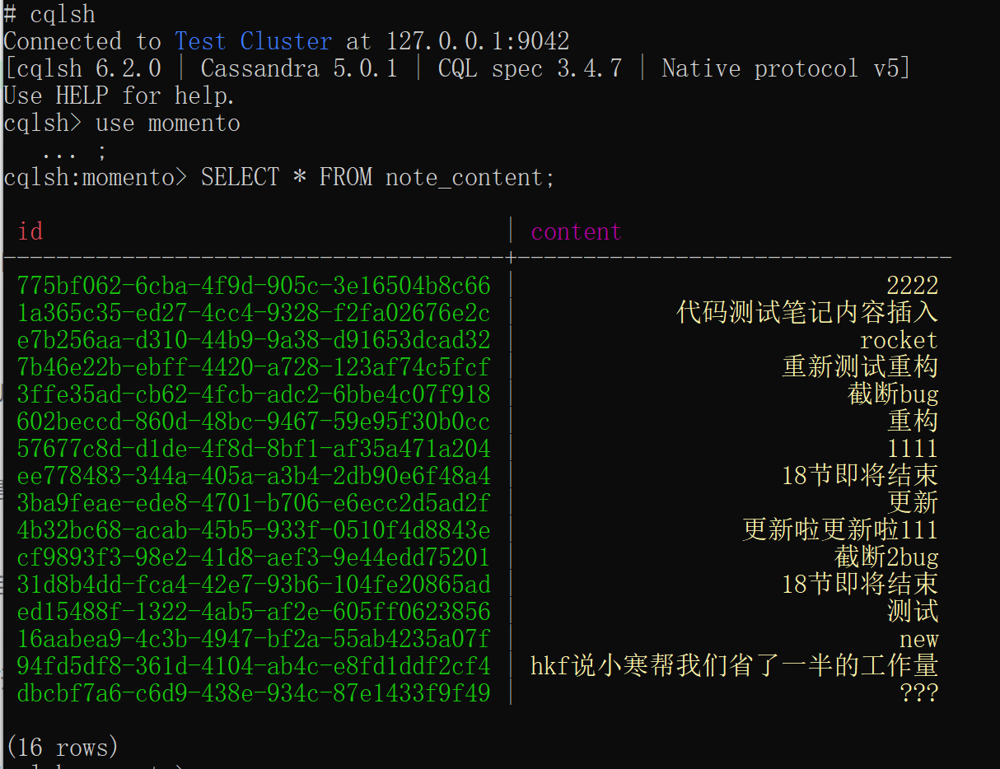 # cqlsh
Connected to Test Cluster at 127.0.0.1:9042
[cqlsh 6.2.0 | Cassandra 5.0.1 | CQL spec 3.4.7 | Native protocol v5]
Use HELP for help.
cqlsh> use momento
   ... ;
cqlsh:momento> SELECT * FROM note_content;
 id                                   | content
--------------------------------------+---------------------------------
 775bf062-6cba-4f9d-905c-3e16504b8c66 | 2222
 1a365c35-ed27-4cc4-9328-f2fa02676e2c | 代码测试笔记内容插入
 e7b256aa-d310-44b9-9a38-d91653dcad32 | rocket
 7b46e22b-ebff-4420-a728-123af74c5fcf | 重新测试重构
 3ffe35ad-cb62-4fcb-adc2-6bbe4c07f918 | 截断bug
 602beccd-860d-48bc-9467-59e95f30b0cc | 重构
 57677c8d-d1de-4f8d-8bf1-af35a471a204 | 1111
 ee778483-344a-405a-a3b4-2db90e6f48a4 | 18节即将结束
 3ba9feae-ede8-4701-b706-e6ecc2d5ad2f | 更新
 4b32bc68-acab-45b5-933f-0510f4d8843e | 更新啦更新啦111
 cf9893f3-98e2-41d8-aef3-9e44edd75201 | 截断2bug
 31d8b4dd-fca4-42e7-93b6-104fe20865ad | 18节即将结束
 ed15488f-1322-4ab5-af2e-605ff0623856 | 测试
 16aabea9-4c3b-4947-bf2a-55ab4235a07f | new
 94fd5df8-361d-4104-ab4c-e8fd1ddf2cf4 | hkf说小寒帮我们省了一半的工作量
 dbcbf7a6-c6d9-438e-934c-87e1433f9f49 | ???
(16 rows)